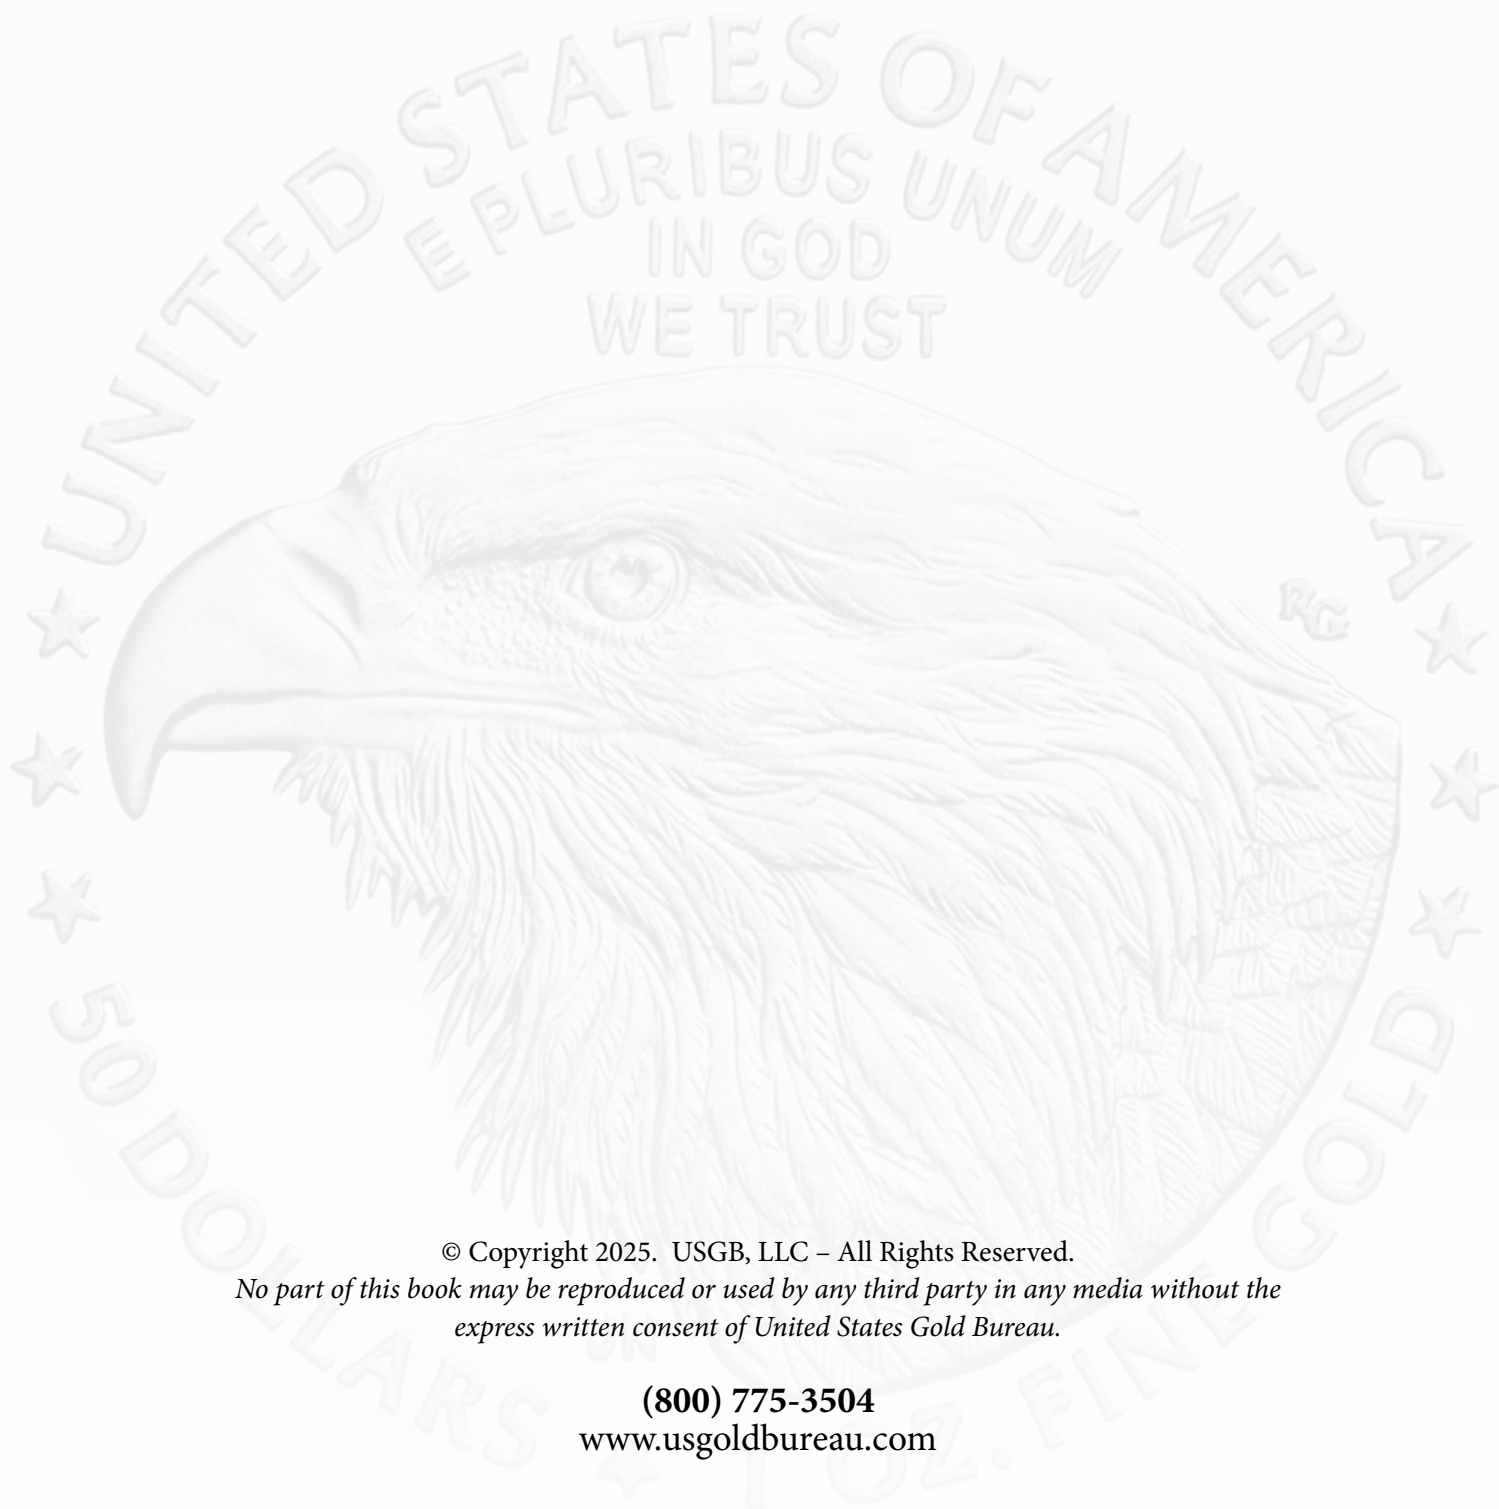 UNITED STATES OF AMERICA
E PLURIBUS UNUM
IN GOD
WE TRUST
RG
50 DOLLARS
1 OZ. FINE GOLD
UN
© Copyright 2025.  USGB, LLC – All Rights Reserved.
No part of this book may be reproduced or used by any third party in any media without the
express written consent of United States Gold Bureau.
(800) 775-3504
www.usgoldbureau.com